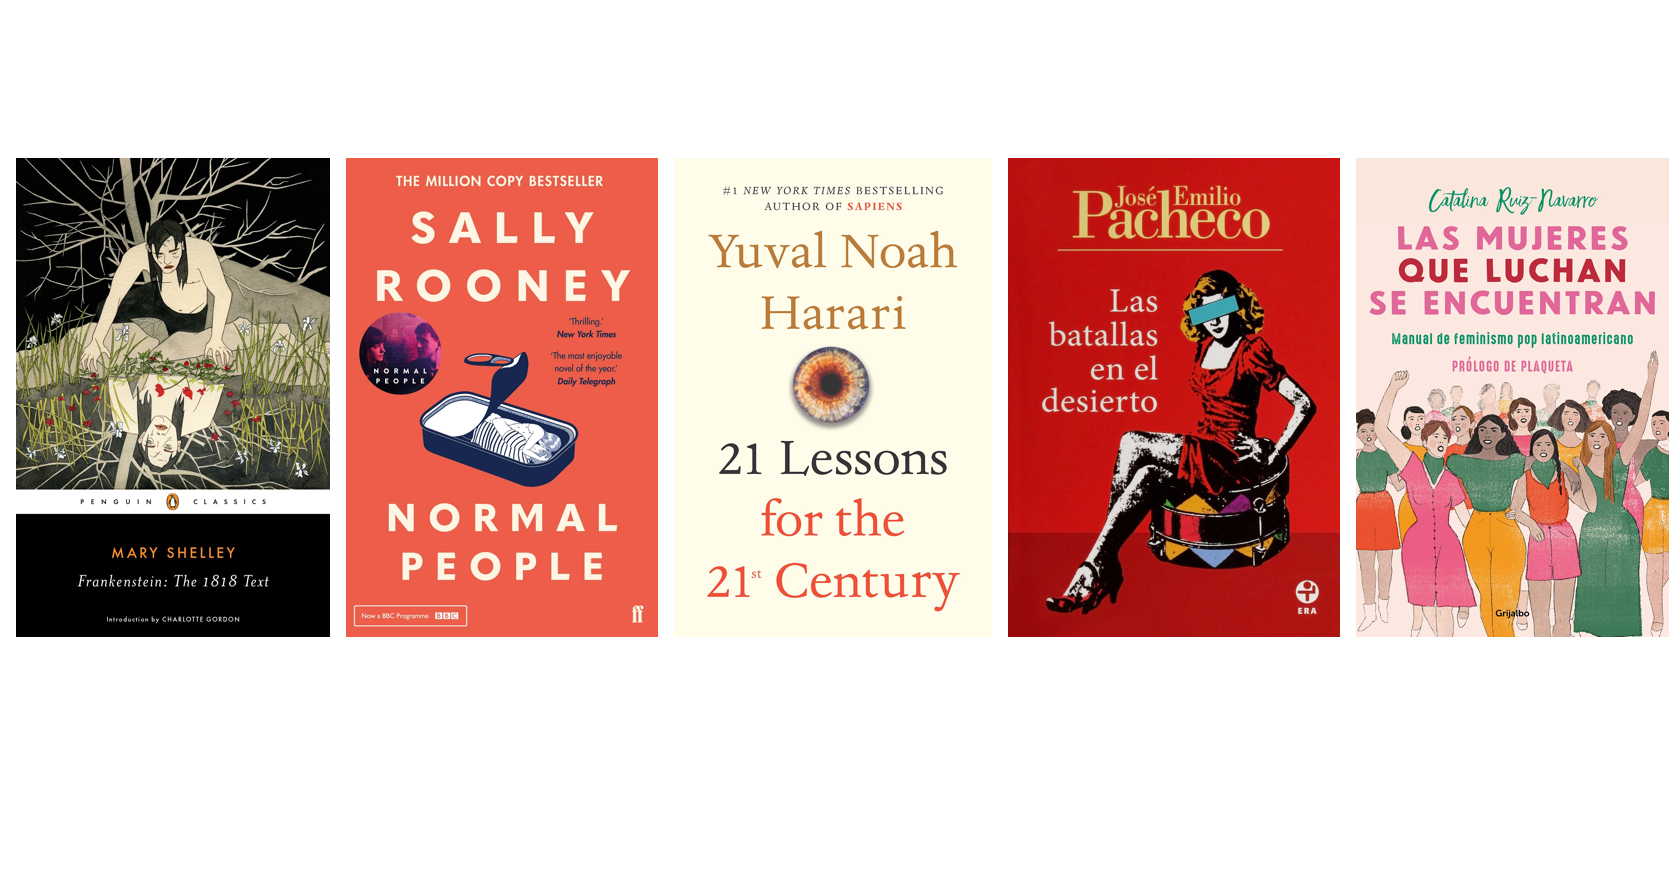 PENGUIN CLASSICS
MARY SHELLEY
Frankenstein: The 1818 Text
Introduction by CHARLOTTE GORDON
THE MILLION COPY BESTSELLER
SALLY
ROONEY
NORMAL
PEOPLE
'Thrilling.'
New York Times
'The most enjoyable
novel of the year.'
Daily Telegraph
NORMAL
PEOPLE
Now a BBC Programme BBC
ff
#1 NEW YORK TIMES BESTSELLING
AUTHOR OF SAPIENS
Yuval Noah
Harari
21 Lessons
for the
21st Century
José Emilio
Pacheco
Las
batallas
en el
desierto
ERA
Catalina Ruiz-Navarro
LAS MUJERES
QUE LUCHAN
SE ENCUENTRAN
Manual de feminismo pop latinoamericano
PRÓLOGO DE PLAQUETA
Grijalbo